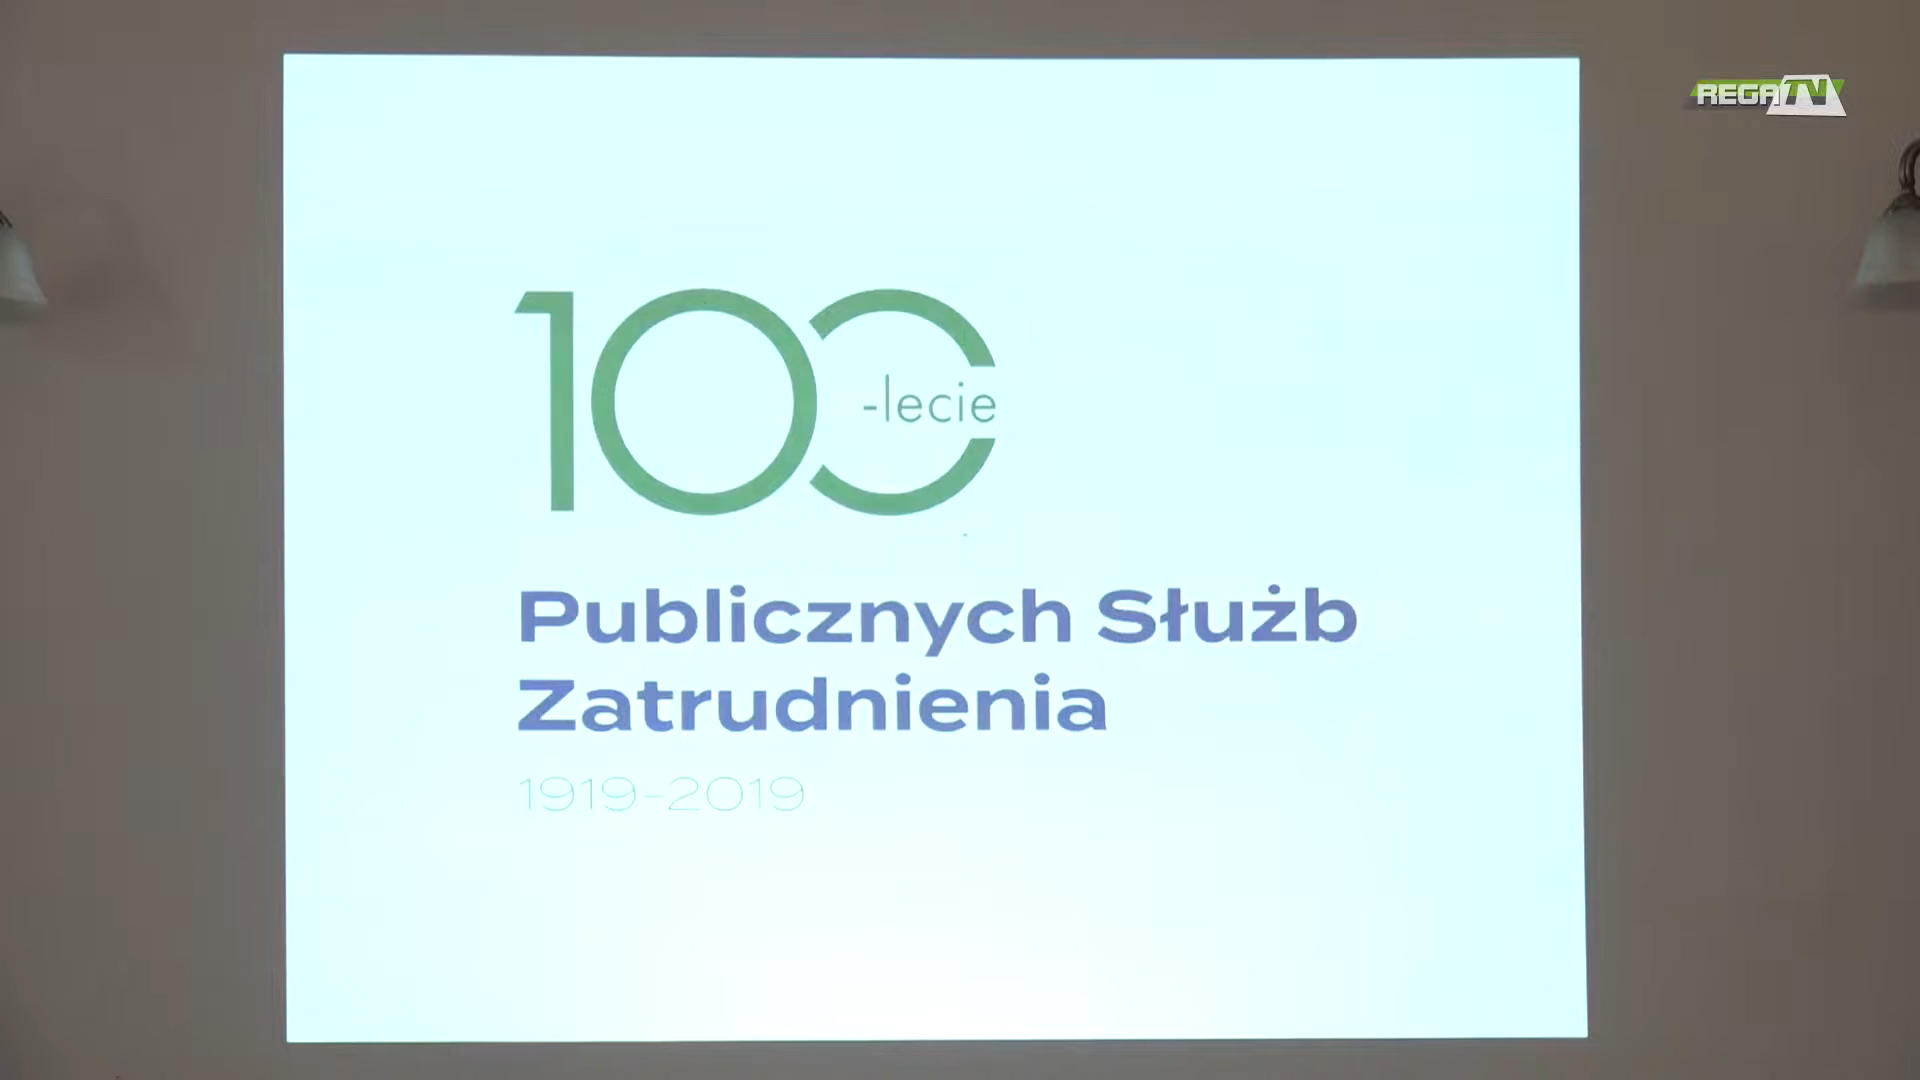 REGA TV
100-lecie
Publicznych Służb
Zatrudnienia
1919-2019